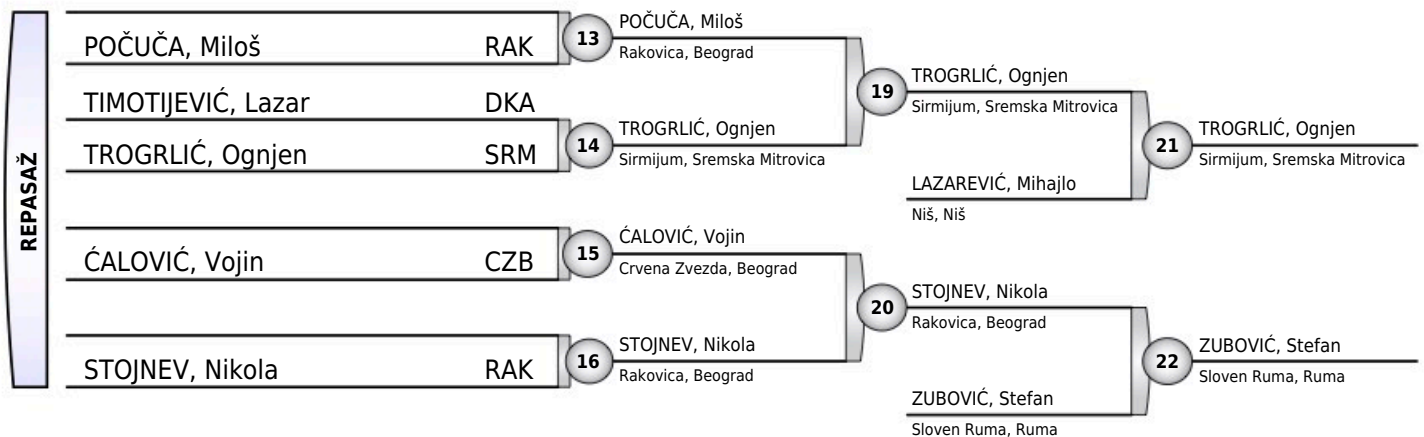 REPASAŽ
POČUČA, Miloš RAK
TIMOTIJEVIĆ, Lazar DKA
TROGRLIĆ, Ognjen SRM
ĆALOVIĆ, Vojin CZB
STOJNEV, Nikola RAK
13
POČUČA, Miloš
Rakovica, Beograd
14
TROGRLIĆ, Ognjen
Sirmijum, Sremska Mitrovica
15
ĆALOVIĆ, Vojin
Crvena Zvezda, Beograd
16
STOJNEV, Nikola
Rakovica, Beograd
19
TROGRLIĆ, Ognjen
Sirmijum, Sremska Mitrovica
LAZAREVIĆ, Mihajlo
Niš, Niš
20
STOJNEV, Nikola
Rakovica, Beograd
ZUBOVIĆ, Stefan
Sloven Ruma, Ruma
21
TROGRLIĆ, Ognjen
Sirmijum, Sremska Mitrovica
22
ZUBOVIĆ, Stefan
Sloven Ruma, Ruma